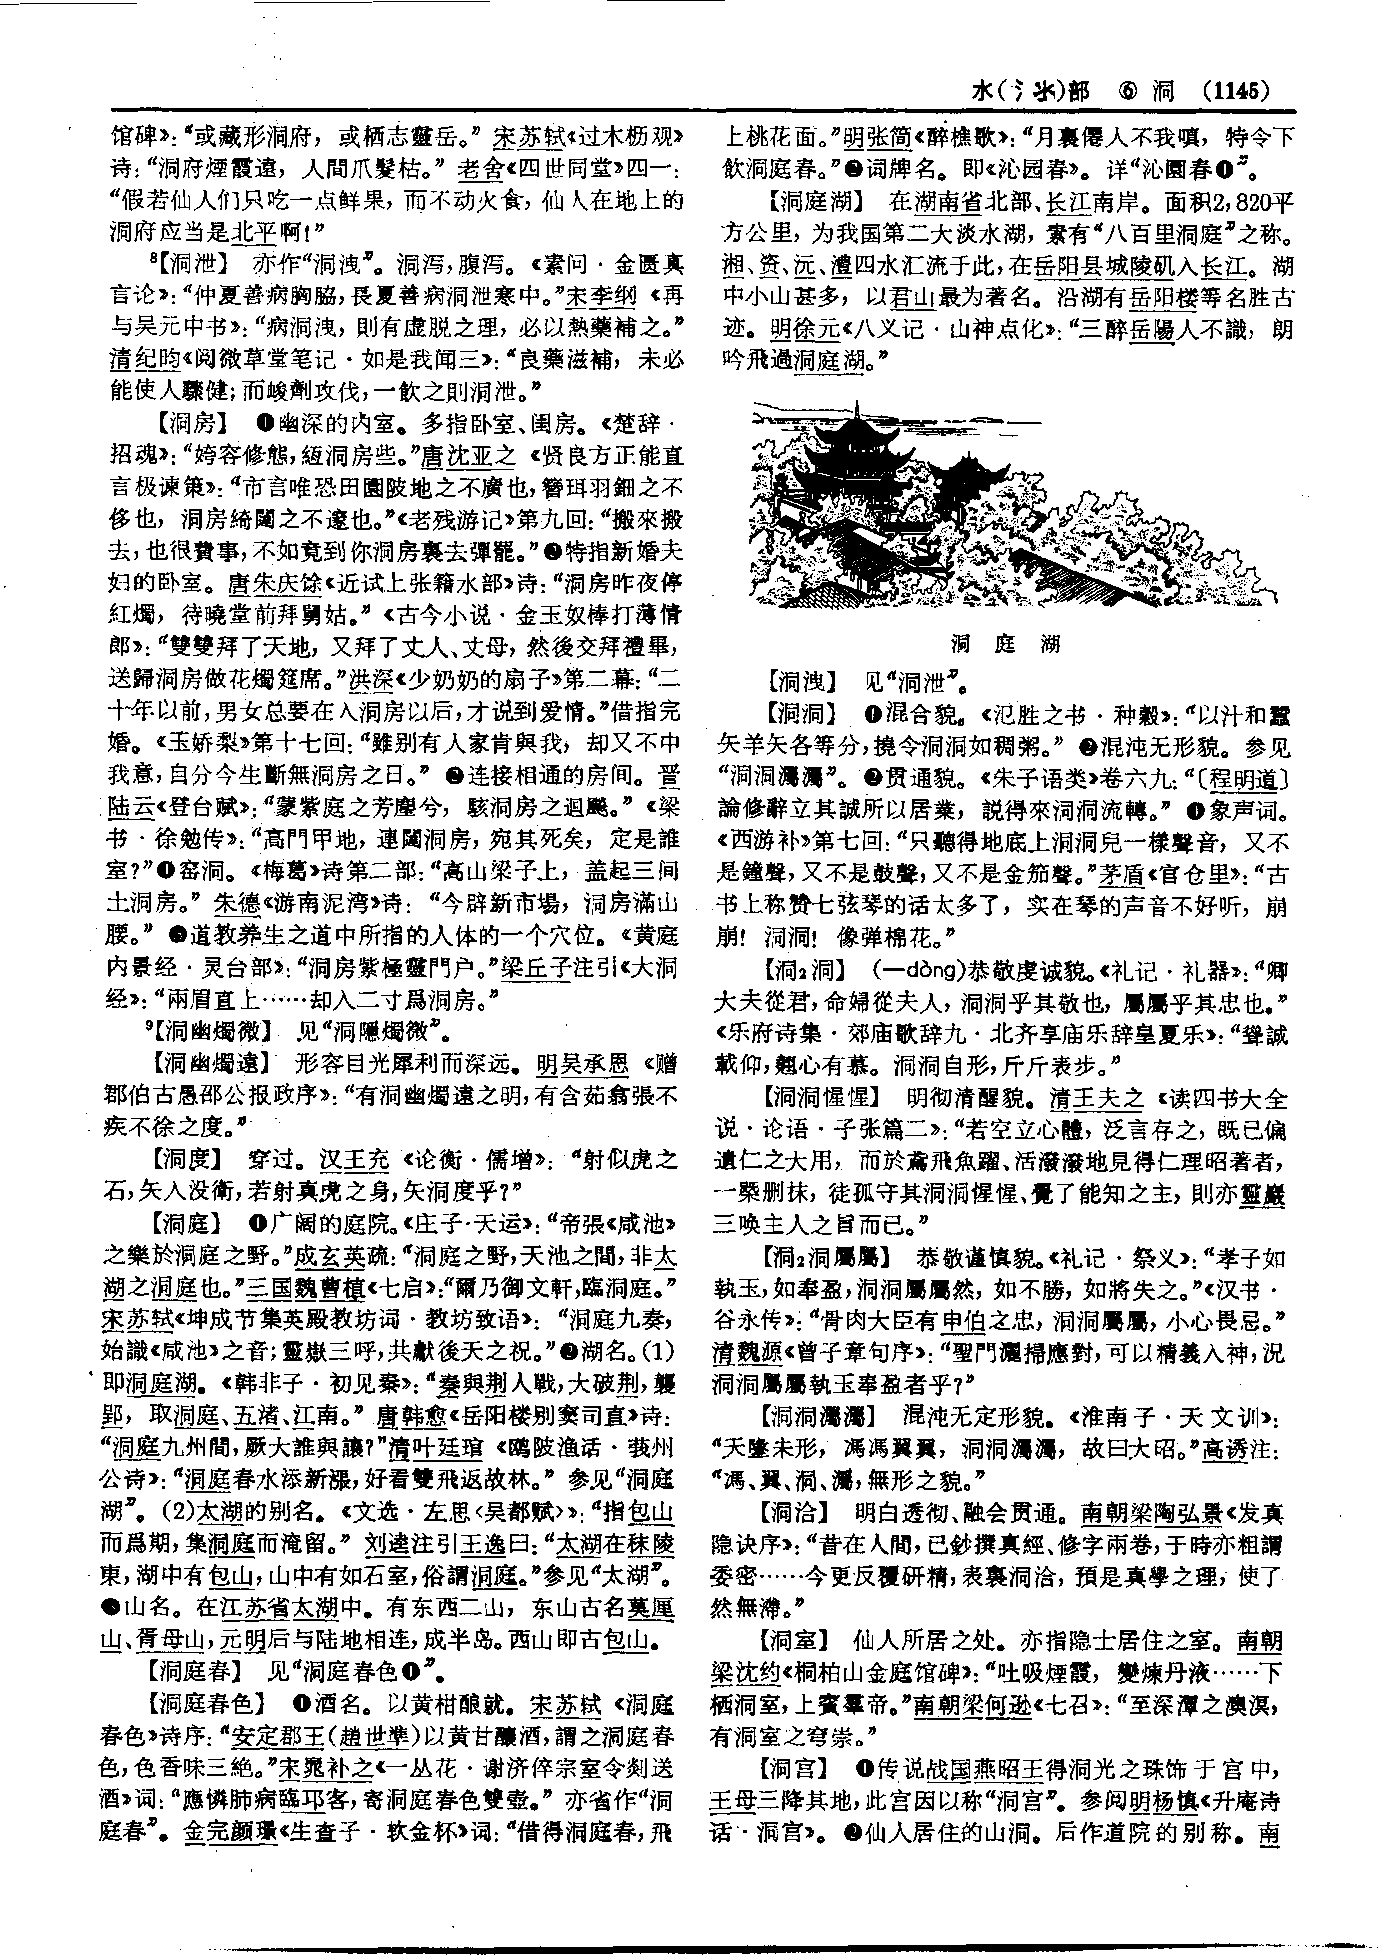 水(氵氺)部 ⑥ 洞 (1145)
馆碑》：“或藏形洞府，或栖志靈岳。”宋苏轼《过木枥观》
诗：“洞府煙霞遠，人間爪髮枯。”老舍《四世同堂》四一：
“假若仙人们只吃一点鲜果，而不动火食，仙人在地上的
洞府应当是北平啊！”
⁸【洞泄】 亦作“洞洩”。洞泻，腹泻。《素问·金匮真
言论》：“仲夏善病胸脇，長夏善病洞泄寒中。”宋李纲《再
与吴元中书》：“病洞洩，則有虚脱之理，必以熱藥補之。”
清纪昀《阅微草堂笔记·如是我闻三》：“良藥滋補，未必
能使人驟健；而峻劑攻伐，一飲之則洞泄。”
【洞房】 ❶幽深的内室。多指卧室、闺房。《楚辞·
招魂》：“姱容修態，絚洞房些。”唐沈亚之《贤良方正能直
言极谏策》：“市言唯恐田園陂地之不廣也，簪珥羽鈿之不
侈也，洞房綺闥之不邃也。”《老残游记》第九回：“搬來搬
去，也很費事，不如竟到你洞房裏去彈罷。”❷特指新婚夫
妇的卧室。唐朱庆馀《近试上张籍水部》诗：“洞房昨夜停
紅燭，待曉堂前拜舅姑。”《古今小说·金玉奴棒打薄情
郎》：“雙雙拜了天地，又拜了丈人、丈母，然後交拜禮畢，
送歸洞房做花燭筵席。”洪深《少奶奶的扇子》第二幕：“二
十年以前，男女总要在入洞房以后，才说到爱情。”借指完
婚。《玉娇梨》第十七回：“雖别有人家肯與我，却又不中
我意，自分今生斷無洞房之日。”❸连接相通的房间。晋
陆云《登台赋》：“蒙紫庭之芳塵兮，駭洞房之迴飈。”《梁
书·徐勉传》：“高門甲地，連闥洞房，宛其死矣，定是誰
室？”❹窑洞。《梅葛》诗第二部：“高山梁子上，盖起三间
土洞房。”朱德《游南泥湾》诗：“今辟新市場，洞房滿山
腰。”❺道教养生之道中所指的人体的一个穴位。《黄庭
内景经·灵台部》：“洞房紫極靈門户。”梁丘子注引《大洞
经》：“兩眉直上……却入二寸爲洞房。”
⁹【洞幽燭微】 见“洞隱燭微”。
【洞幽燭遠】 形容目光犀利而深远。明吴承恩《赠
郡伯古愚邵公报政序》：“有洞幽燭遠之明，有含茹翕張不
疾不徐之度。”
【洞度】 穿过。汉王充《论衡·儒增》：“射似虎之
石，矢入没衛，若射真虎之身，矢洞度乎？”
【洞庭】 ❶广阔的庭院。《庄子·天运》：“帝張《咸池》
之樂於洞庭之野。”成玄英疏：“洞庭之野，天池之間，非太
湖之洞庭也。”三国魏曹植《七启》：“爾乃御文軒，臨洞庭。”
宋苏轼《坤成节集英殿教坊词·教坊致语》：“洞庭九奏，
始識《咸池》之音；靈嶽三呼，共獻後天之祝。”❷湖名。(1)
即洞庭湖。《韩非子·初见秦》：“秦與荆人戰，大破荆，襲
郢，取洞庭、五渚、江南。”唐韩愈《岳阳楼别窦司直》诗：
“洞庭九州間，厥大誰與讓？”清叶廷琯《鸥陂渔话·莪州
公诗》：“洞庭春水添新漲，好看雙飛返故林。”参见“洞庭
湖”。(2)太湖的别名。《文选·左思〈吴都赋〉》：“指包山
而爲期，集洞庭而淹留。”刘逵注引王逸曰：“太湖在秣陵
東，湖中有包山，山中有如石室，俗謂洞庭。”参见“太湖”。
❸山名。在江苏省太湖中。有东西二山，东山古名莫厘
山、胥母山，元明后与陆地相连，成半岛。西山即古包山。
【洞庭春】 见“洞庭春色❶”。
【洞庭春色】 ❶酒名。以黄柑酿就。宋苏轼《洞庭
春色》诗序：“安定郡王(趙世準)以黄甘釀酒，謂之洞庭春
色，色香味三絶。”宋晁补之《一丛花·谢济倅宗室令剡送
酒》词：“應憐肺病臨邛客，寄洞庭春色雙壺。”亦省作“洞
庭春”。金完颜璹《生查子·软金杯》词：“借得洞庭春，飛
上桃花面。”明张简《醉樵歌》：“月裏僊人不我嗔，特令下
飲洞庭春。”❷词牌名。即《沁园春》。详“沁園春❶”。
【洞庭湖】 在湖南省北部、长江南岸。面积2,820平
方公里，为我国第二大淡水湖，素有“八百里洞庭”之称。
湘、资、沅、澧四水汇流于此，在岳阳县城陵矶入长江。湖
中小山甚多，以君山最为著名。沿湖有岳阳楼等名胜古
迹。明徐元《八义记·山神点化》：“三醉岳陽人不識，朗
吟飛過洞庭湖。”
洞庭湖
【洞洩】 见“洞泄”。
【洞洞】 ❶混合貌。《氾胜之书·种榖》：“以汁和蠶
矢羊矢各等分，撓令洞洞如稠粥。”❷混沌无形貌。参见
“洞洞灟灟”。❸贯通貌。《朱子语类》卷六九：“〔程明道〕
論修辭立其誠所以居業，説得來洞洞流轉。”❹象声词。
《西游补》第七回：“只聽得地底上洞洞兒一樣聲音，又不
是鐘聲，又不是鼓聲，又不是金笳聲。”茅盾《官仓里》：“古
书上称赞七弦琴的话太多了，实在琴的声音不好听，崩
崩！洞洞！像弹棉花。”
【洞₂洞】 (—dòng)恭敬虔诚貌。《礼记·礼器》：“卿
大夫從君，命婦從夫人，洞洞乎其敬也，屬屬乎其忠也。”
《乐府诗集·郊庙歌辞九·北齐享庙乐辞皇夏乐》：“聳誠
載仰，翹心有慕。洞洞自形，斤斤表步。”
【洞洞惺惺】 明彻清醒貌。清王夫之《读四书大全
说·论语·子张篇二》：“若空立心體，泛言存之，既已偏
遺仁之大用，而於鳶飛魚躍、活潑潑地見得仁理昭著者，
一槩删抹，徒孤守其洞洞惺惺、覺了能知之主，則亦靈巖
三唤主人之旨而已。”
【洞₂洞屬屬】 恭敬谨慎貌。《礼记·祭义》：“孝子如
執玉，如奉盈，洞洞屬屬然，如不勝，如將失之。”《汉书·
谷永传》：“骨肉大臣有申伯之忠，洞洞屬屬，小心畏忌。”
清魏源《曾子章句序》：“聖門灑掃應對，可以精義入神，況
洞洞屬屬執玉奉盈者乎？”
【洞洞灟灟】 混沌无定形貌。《淮南子·天文训》：
“天墬未形，馮馮翼翼，洞洞灟灟，故曰大昭。”高诱注：
“馮、翼、洞、灟，無形之貌。”
【洞洽】 明白透彻、融会贯通。南朝梁陶弘景《发真
隐诀序》：“昔在人間，已鈔撰真經、修字兩卷，于時亦粗謂
委密……今更反覆研精，表裏洞洽，預是真學之理，使了
然無滯。”
【洞室】 仙人所居之处。亦指隐士居住之室。南朝
梁沈约《桐柏山金庭馆碑》：“吐吸煙霞，變煉丹液……下
栖洞室，上賓羣帝。”南朝梁何逊《七召》：“至深潭之澳溟，
有洞室之穹崇。”
【洞宫】 ❶传说战国燕昭王得洞光之珠饰于宫中，
王母三降其地，此宫因以称“洞宫”。参阅明杨慎《升庵诗
话·洞宫》。❷仙人居住的山洞。后作道院的别称。南